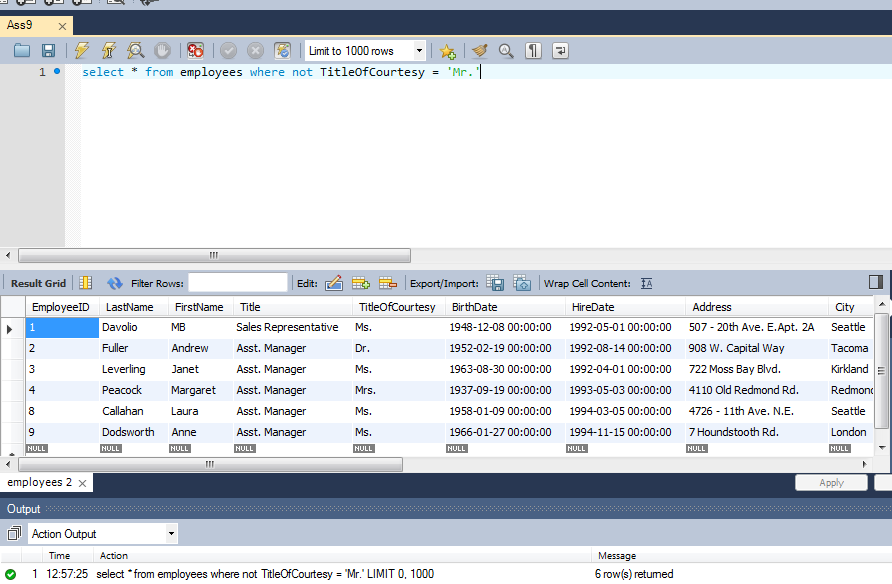 Ass9
Limit to 1000 rows
1 select * from employees where not TitleOfCourtesy = 'Mr.'
Result Grid Filter Rows: Edit: Export/Import: Wrap Cell Content:
EmployeeID LastName FirstName Title TitleOfCourtesy BirthDate HireDate Address City
1 Davolio MB Sales Representative Ms. 1948-12-08 00:00:00 1992-05-01 00:00:00 507 - 20th Ave. E.Apt. 2A Seattle
2 Fuller Andrew Asst. Manager Dr. 1952-02-19 00:00:00 1992-08-14 00:00:00 908 W. Capital Way Tacoma
3 Leverling Janet Asst. Manager Ms. 1963-08-30 00:00:00 1992-04-01 00:00:00 722 Moss Bay Blvd. Kirkland
4 Peacock Margaret Asst. Manager Mrs. 1937-09-19 00:00:00 1993-05-03 00:00:00 4110 Old Redmond Rd. Redmond
8 Callahan Laura Asst. Manager Ms. 1958-01-09 00:00:00 1994-03-05 00:00:00 4726 - 11th Ave. N.E. Seattle
9 Dodsworth Anne Asst. Manager Ms. 1966-01-27 00:00:00 1994-11-15 00:00:00 7 Houndstooth Rd. London
NULL NULL NULL NULL NULL NULL NULL NULL NULL
employees 2 Apply
Output
Action Output
Time Action Message
1 12:57:25 select * from employees where not TitleOfCourtesy = 'Mr.' LIMIT 0, 1000 6 row(s) returned